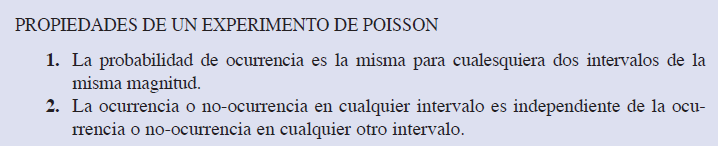 PROPIEDADES DE UN EXPERIMENTO DE POISSON
1. La probabilidad de ocurrencia es la misma para cualesquiera dos intervalos de la
misma magnitud.
2. La ocurrencia o no-ocurrencia en cualquier intervalo es independiente de la ocu-
rrencia o no-ocurrencia en cualquier otro intervalo.